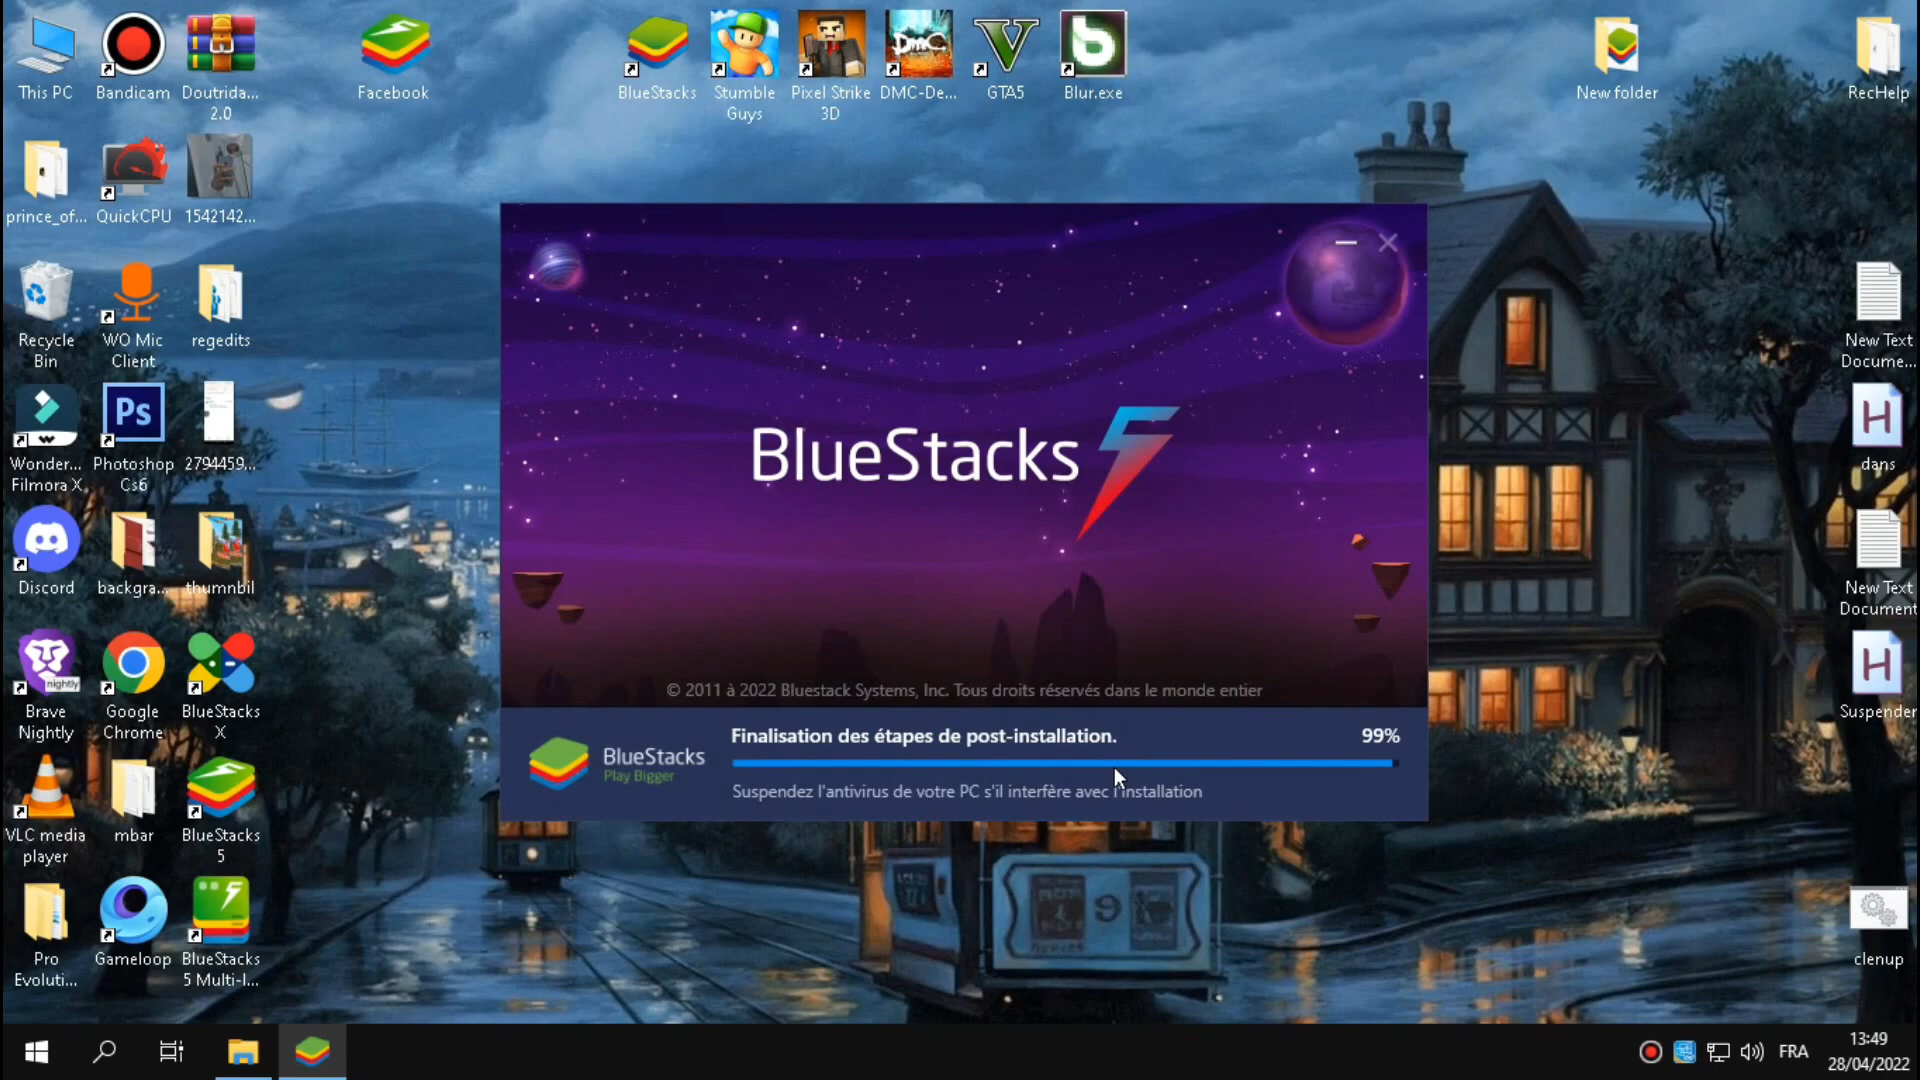 This PC
Bandicam
Doutrida...
2.0
Facebook
BlueStacks
Stumble
Guys
Pixel Strike
3D
DMC-De...
GTA5
Blur.exe
New folder
RecHelp
prince_of...
QuickCPU
1542142...
Recycle
Bin
WO Mic
Client
regedits
New Text
Docume...
Wonder...
Filmora X
Ps
Photoshop
Cs6
2794459...
H
dans
Discord
backgra...
thumnbil
New Text
Document
nightly
Brave
Nightly
Google
Chrome
BlueStacks
X
H
Suspender
VLC media
player
mbar
BlueStacks
5
Pro
Evoluti...
Gameloop
BlueStacks
5 Multi-I...
clenup
BlueStacks 5
© 2011 à 2022 Bluestack Systems, Inc. Tous droits réservés dans le monde entier
BlueStacks
Play Bigger
Finalisation des étapes de post-installation.
99%
Suspendez l'antivirus de votre PC s'il interfère avec l'installation
9
FRA
13:49
28/04/2022